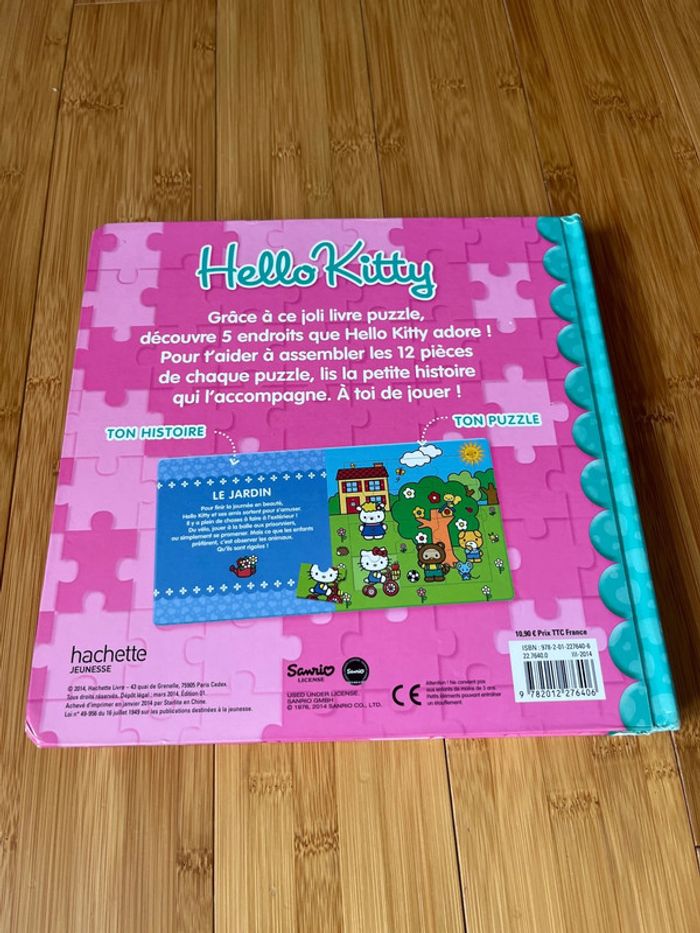 Hello Kitty
Grâce à ce joli livre puzzle,
découvre 5 endroits que Hello Kitty adore !
Pour t'aider à assembler les 12 pièces
de chaque puzzle, lis la petite histoire
qui l'accompagne. À toi de jouer !
TON HISTOIRE
TON PUZZLE
LE JARDIN
Pour finir la journée en beauté,
Hello Kitty et ses amis sortent pour s'amuser.
Il y a plein de choses à faire à l'extérieur !
Du vélo, jouer à la balle aux prisonniers,
ou simplement se promener. Mais ce que les enfants
préfèrent, c'est observer les animaux.
Qu'ils sont rigolos !
hachette
JEUNESSE
© 2014, Hachette Livre – 43 quai de Grenelle, 75905 Paris Cedex.
Tous droits réservés. Dépôt légal : mars 2014, Édition 01.
Achevé d'imprimer en janvier 2014 par Starlite en Chine.
Loi n° 49-956 du 16 juillet 1949 sur les publications destinées à la jeunesse.
Sanrio
LICENSE
Sanrio
USED UNDER LICENSE.
SANRIO GMBH
© 1976, 2014 SANRIO CO., LTD.
CE
Attention ! Ne convient pas
aux enfants de moins de 3 ans.
Petits éléments pouvant entraîner
un étouffement.
10,90 € Prix TTC France
ISBN : 978-2-01-227640-6
22.7640.0 III-2014
9 782012 276406